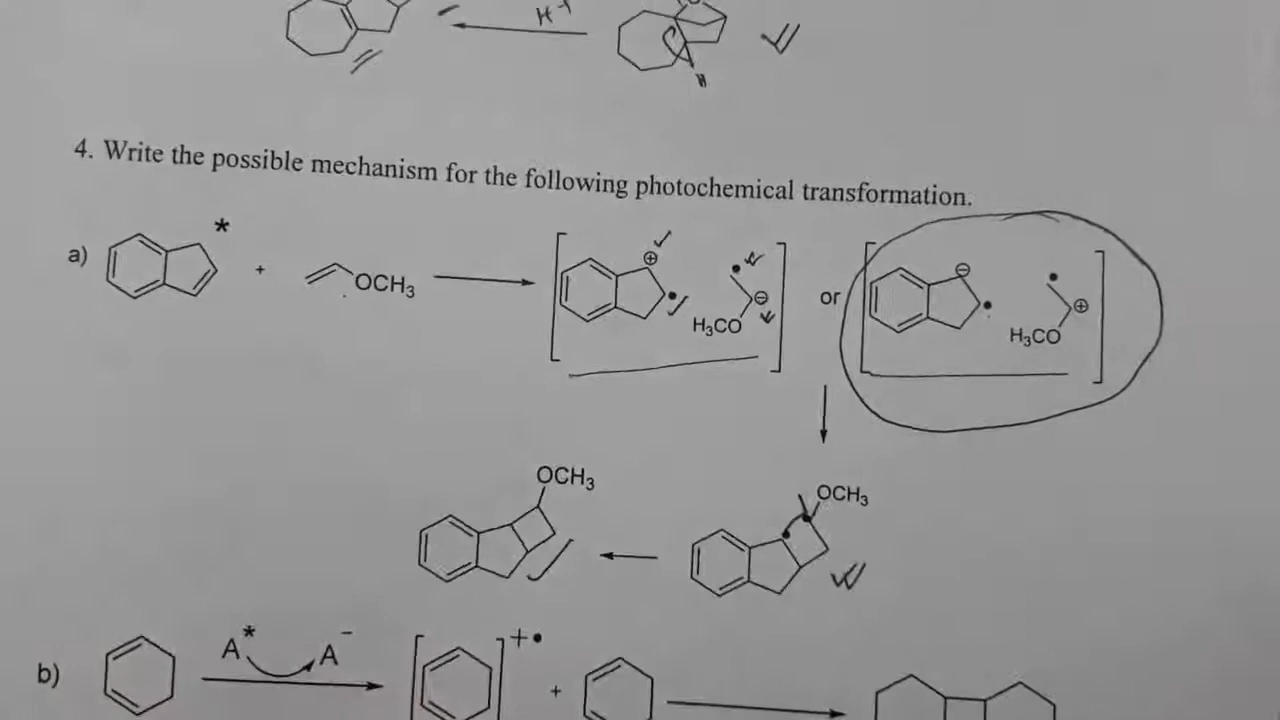 H+
H
4. Write the possible mechanism for the following photochemical transformation.
a) * + OCH3 ⊕ • • ⊖ H3CO or ⊖ • • ⊕ H3CO
OCH3 OCH3
b) A* A- +• +